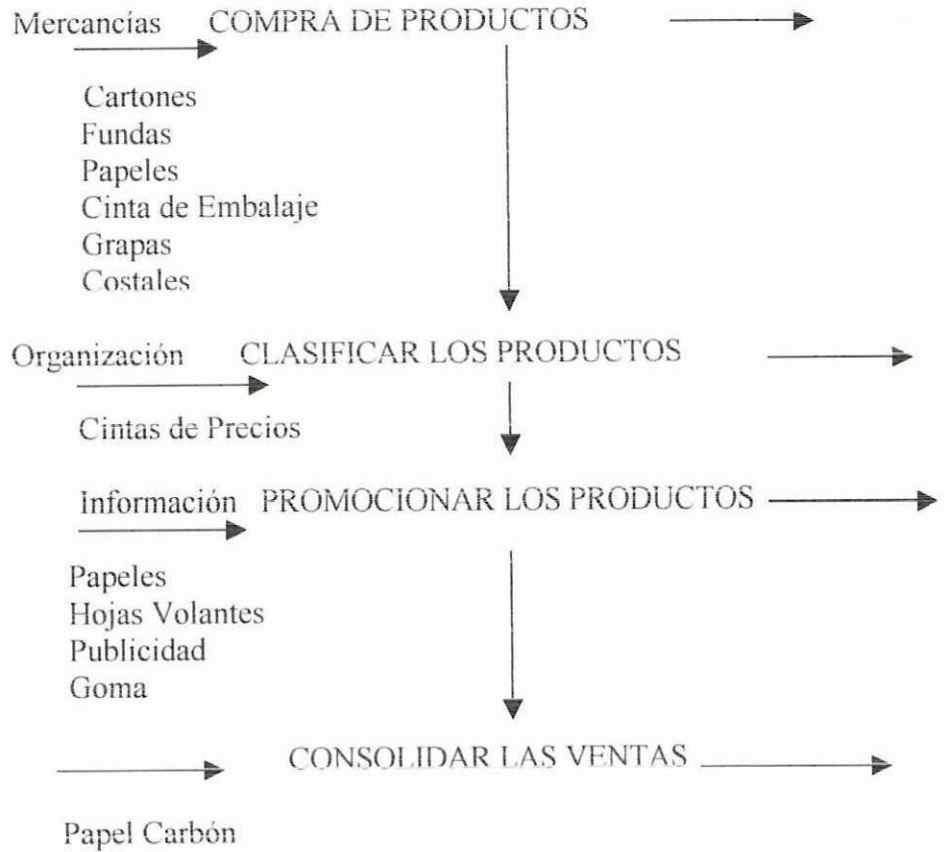 Mercancías COMPRA DE PRODUCTOS
Cartones
Fundas
Papeles
Cinta de Embalaje
Grapas
Costales
Organización CLASIFICAR LOS PRODUCTOS
Cintas de Precios
Información PROMOCIONAR LOS PRODUCTOS
Papeles
Hojas Volantes
Publicidad
Goma
CONSOLIDAR LAS VENTAS
Papel Carbón